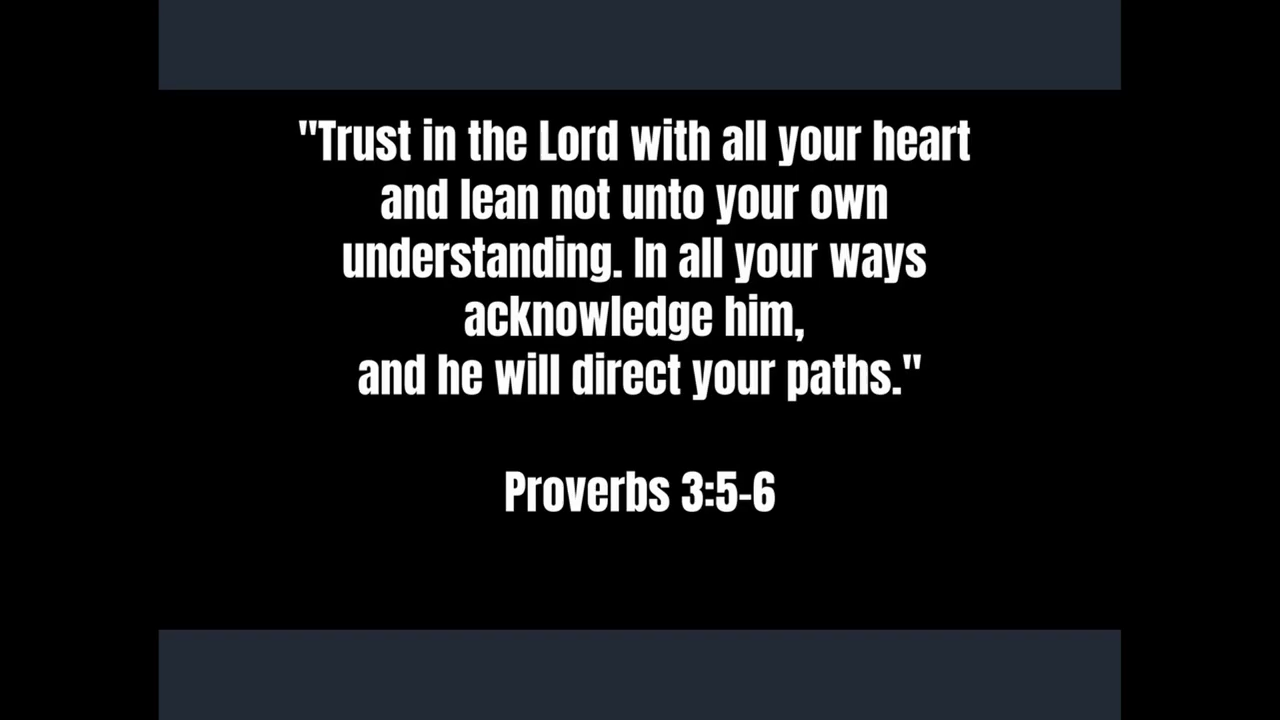 "Trust in the Lord with all your heart
and lean not unto your own
understanding. In all your ways
acknowledge him,
and he will direct your paths."
Proverbs 3:5-6